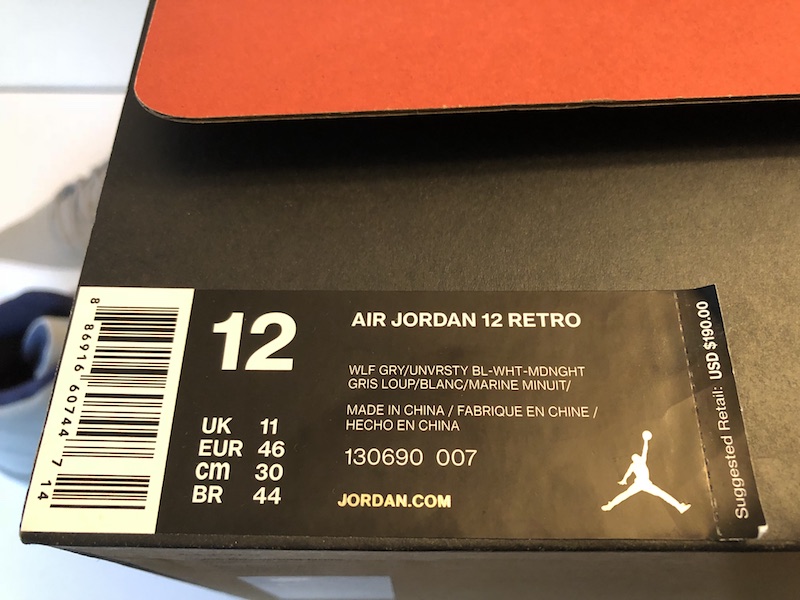 8 86916 60744 7 14
12
UK 11
EUR 46
cm 30
BR 44
AIR JORDAN 12 RETRO
WLF GRY/UNVRSTY BL-WHT-MDNGHT
GRIS LOUP/BLANC/MARINE MINUIT/
MADE IN CHINA / FABRIQUE EN CHINE /
HECHO EN CHINA
130690 007
JORDAN.COM
Suggested Retail: USD $190.00